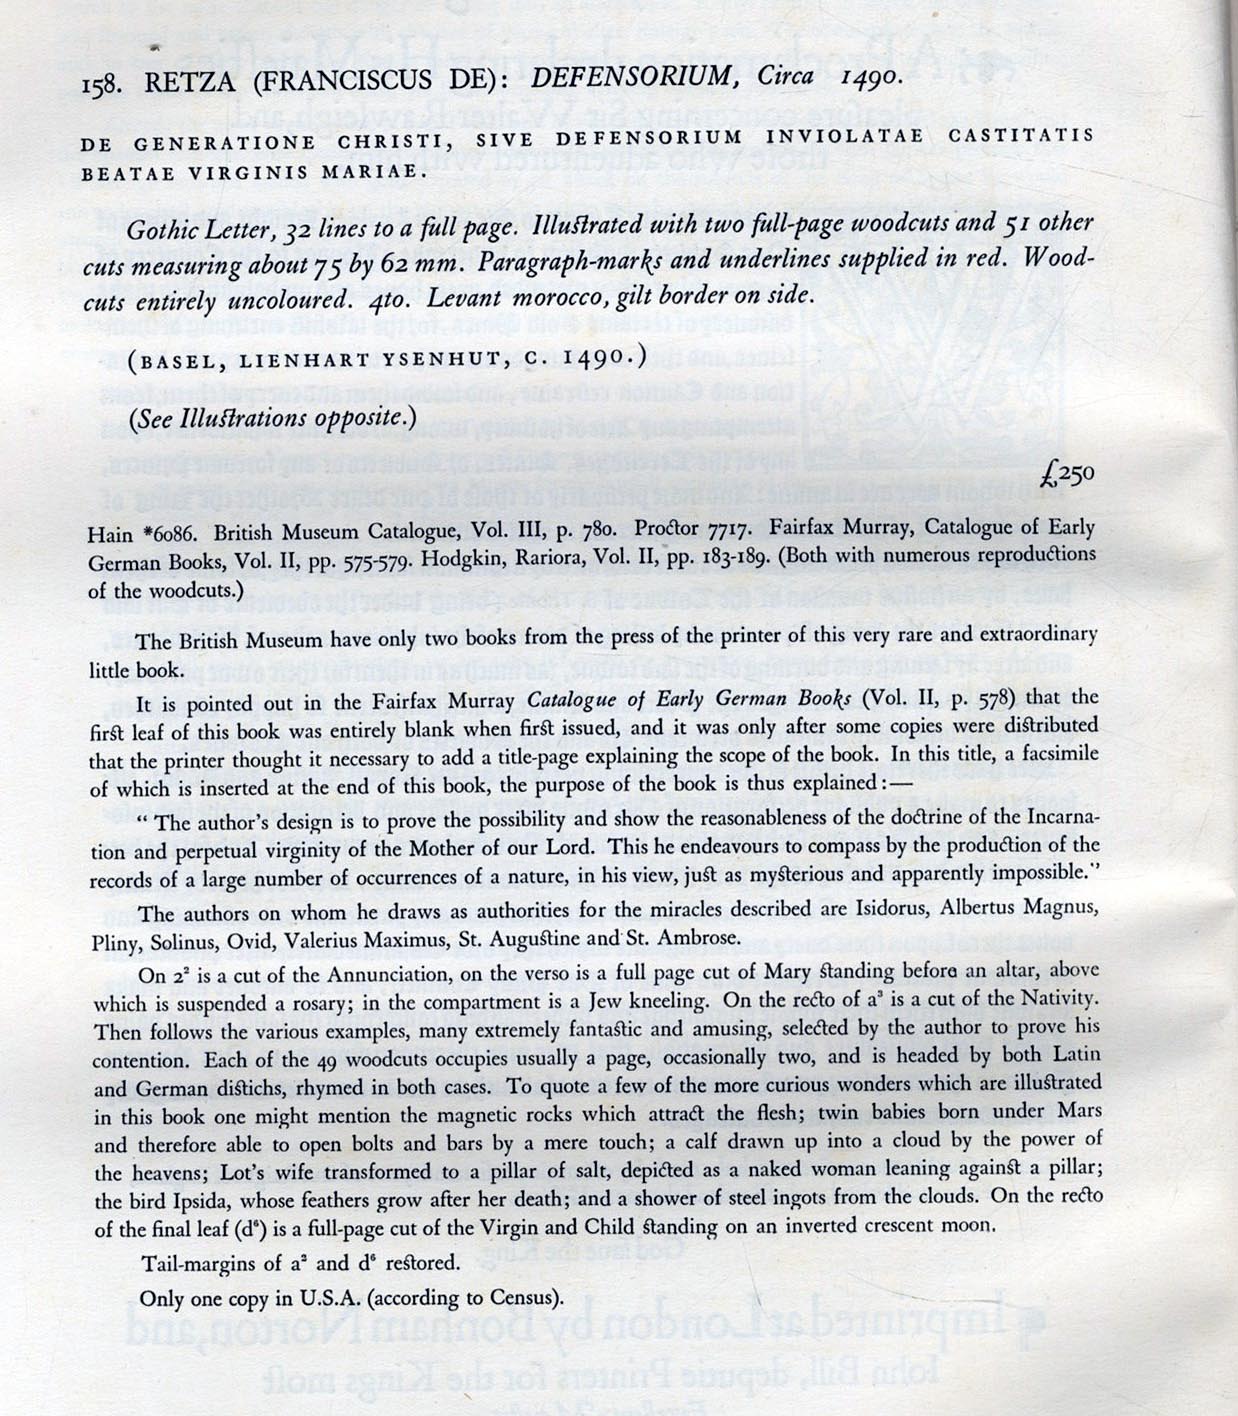 158. RETZA (FRANCISCUS DE): DEFENSORIUM, Circa 1490.
DE GENERATIONE CHRISTI, SIVE DEFENSORIUM INVIOLATAE CASTITATIS
BEATAE VIRGINIS MARIAE.
Gothic Letter, 32 lines to a full page. Illustrated with two full-page woodcuts and 51 other
cuts measuring about 75 by 62 mm. Paragraph-marks and underlines supplied in red. Wood-
cuts entirely uncoloured. 4to. Levant morocco, gilt border on side.
(BASEL, LIENHART YSENHUT, C. 1490.)
(See Illustrations opposite.)
£250
Hain *6086. British Museum Catalogue, Vol. III, p. 780. Proctor 7717. Fairfax Murray, Catalogue of Early
German Books, Vol. II, pp. 575-579. Hodgkin, Rariora, Vol. II, pp. 183-189. (Both with numerous reproductions
of the woodcuts.)
The British Museum have only two books from the press of the printer of this very rare and extraordinary
little book.
It is pointed out in the Fairfax Murray Catalogue of Early German Books (Vol. II, p. 578) that the
first leaf of this book was entirely blank when first issued, and it was only after some copies were distributed
that the printer thought it necessary to add a title-page explaining the scope of the book. In this title, a facsimile
of which is inserted at the end of this book, the purpose of the book is thus explained:—
“ The author's design is to prove the possibility and show the reasonableness of the doctrine of the Incarna-
tion and perpetual virginity of the Mother of our Lord. This he endeavours to compass by the production of the
records of a large number of occurrences of a nature, in his view, just as mysterious and apparently impossible.”
The authors on whom he draws as authorities for the miracles described are Isidorus, Albertus Magnus,
Pliny, Solinus, Ovid, Valerius Maximus, St. Augustine and St. Ambrose.
On 2² is a cut of the Annunciation, on the verso is a full page cut of Mary standing before an altar, above
which is suspended a rosary; in the compartment is a Jew kneeling. On the recto of a³ is a cut of the Nativity.
Then follows the various examples, many extremely fantastic and amusing, selected by the author to prove his
contention. Each of the 49 woodcuts occupies usually a page, occasionally two, and is headed by both Latin
and German distichs, rhymed in both cases. To quote a few of the more curious wonders which are illustrated
in this book one might mention the magnetic rocks which attract the flesh; twin babies born under Mars
and therefore able to open bolts and bars by a mere touch; a calf drawn up into a cloud by the power of
the heavens; Lot's wife transformed to a pillar of salt, depicted as a naked woman leaning against a pillar;
the bird Ipsida, whose feathers grow after her death; and a shower of steel ingots from the clouds. On the recto
of the final leaf (d⁶) is a full-page cut of the Virgin and Child standing on an inverted crescent moon.
Tail-margins of a² and d⁶ restored.
Only one copy in U.S.A. (according to Census).